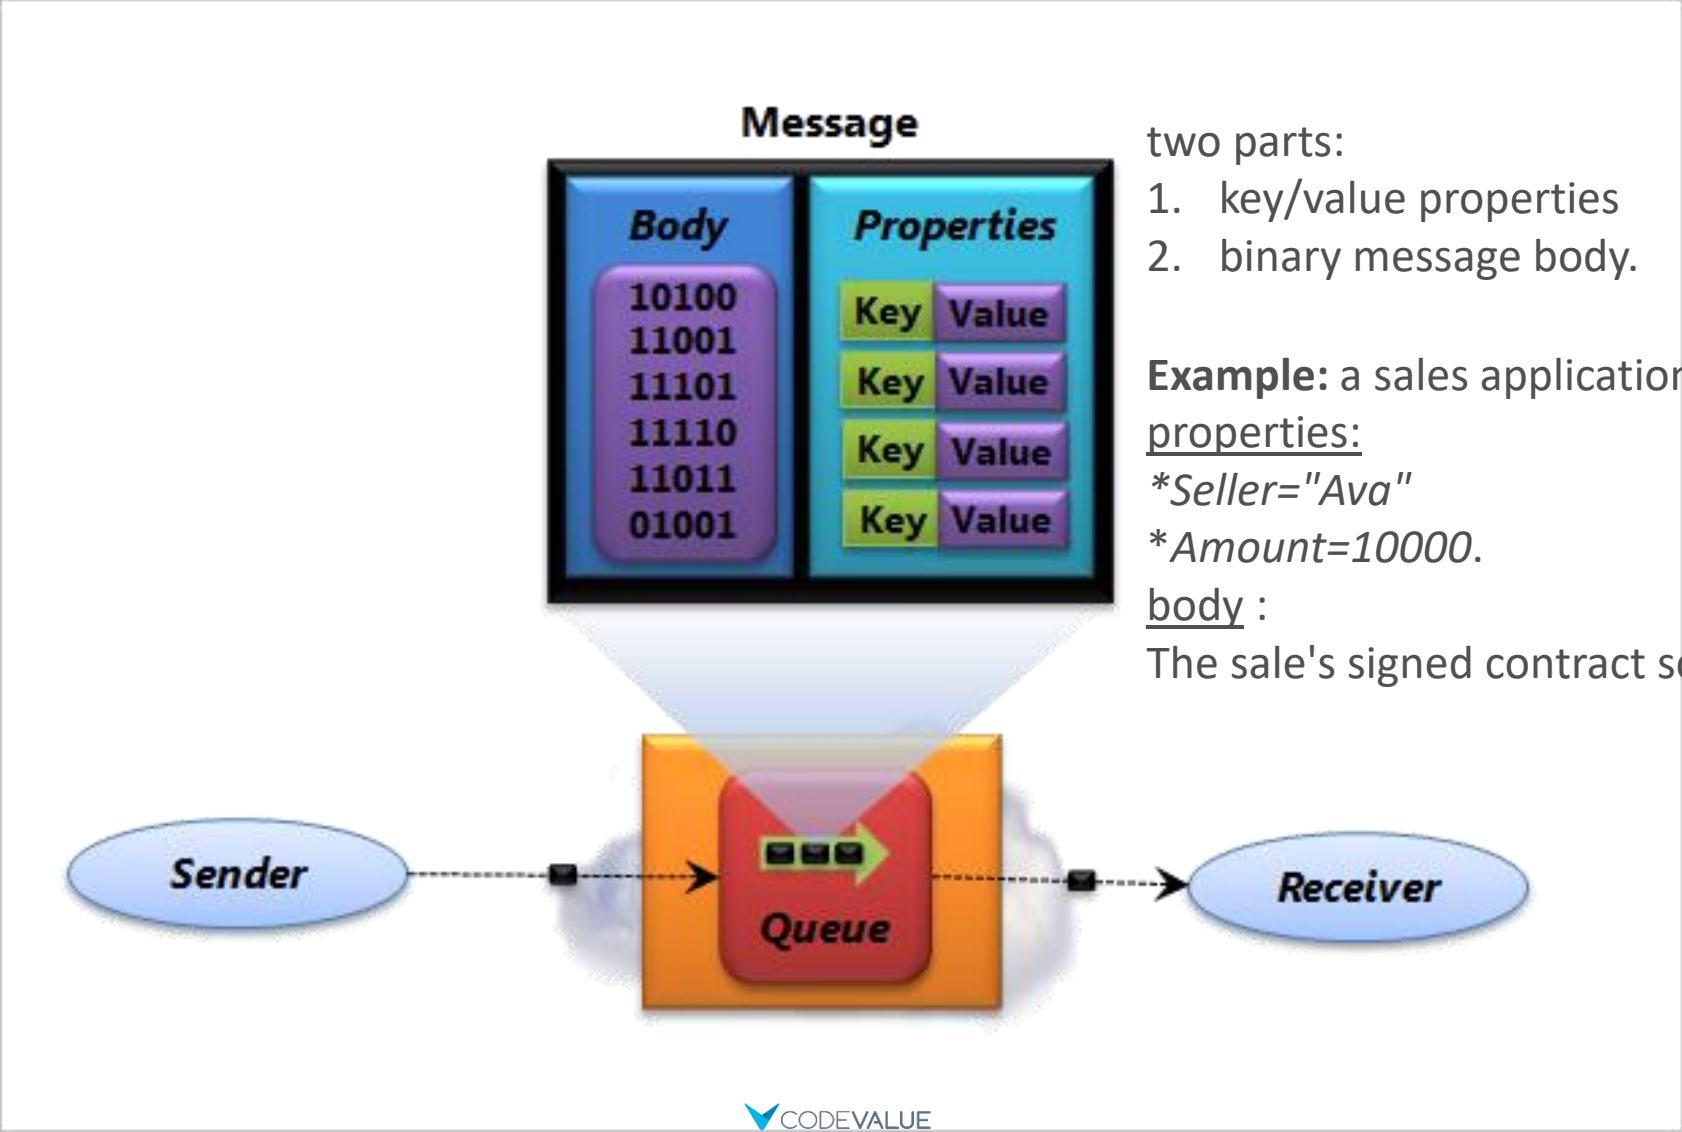 Message
Body
10100
11001
11101
11110
11011
01001
Properties
Key Value
Key Value
Key Value
Key Value
two parts:
1. key/value properties
2. binary message body.
Example: a sales application
properties:
*Seller="Ava"
*Amount=10000.
body :
The sale's signed contract
Sender
Queue
Receiver
CODEVALUE